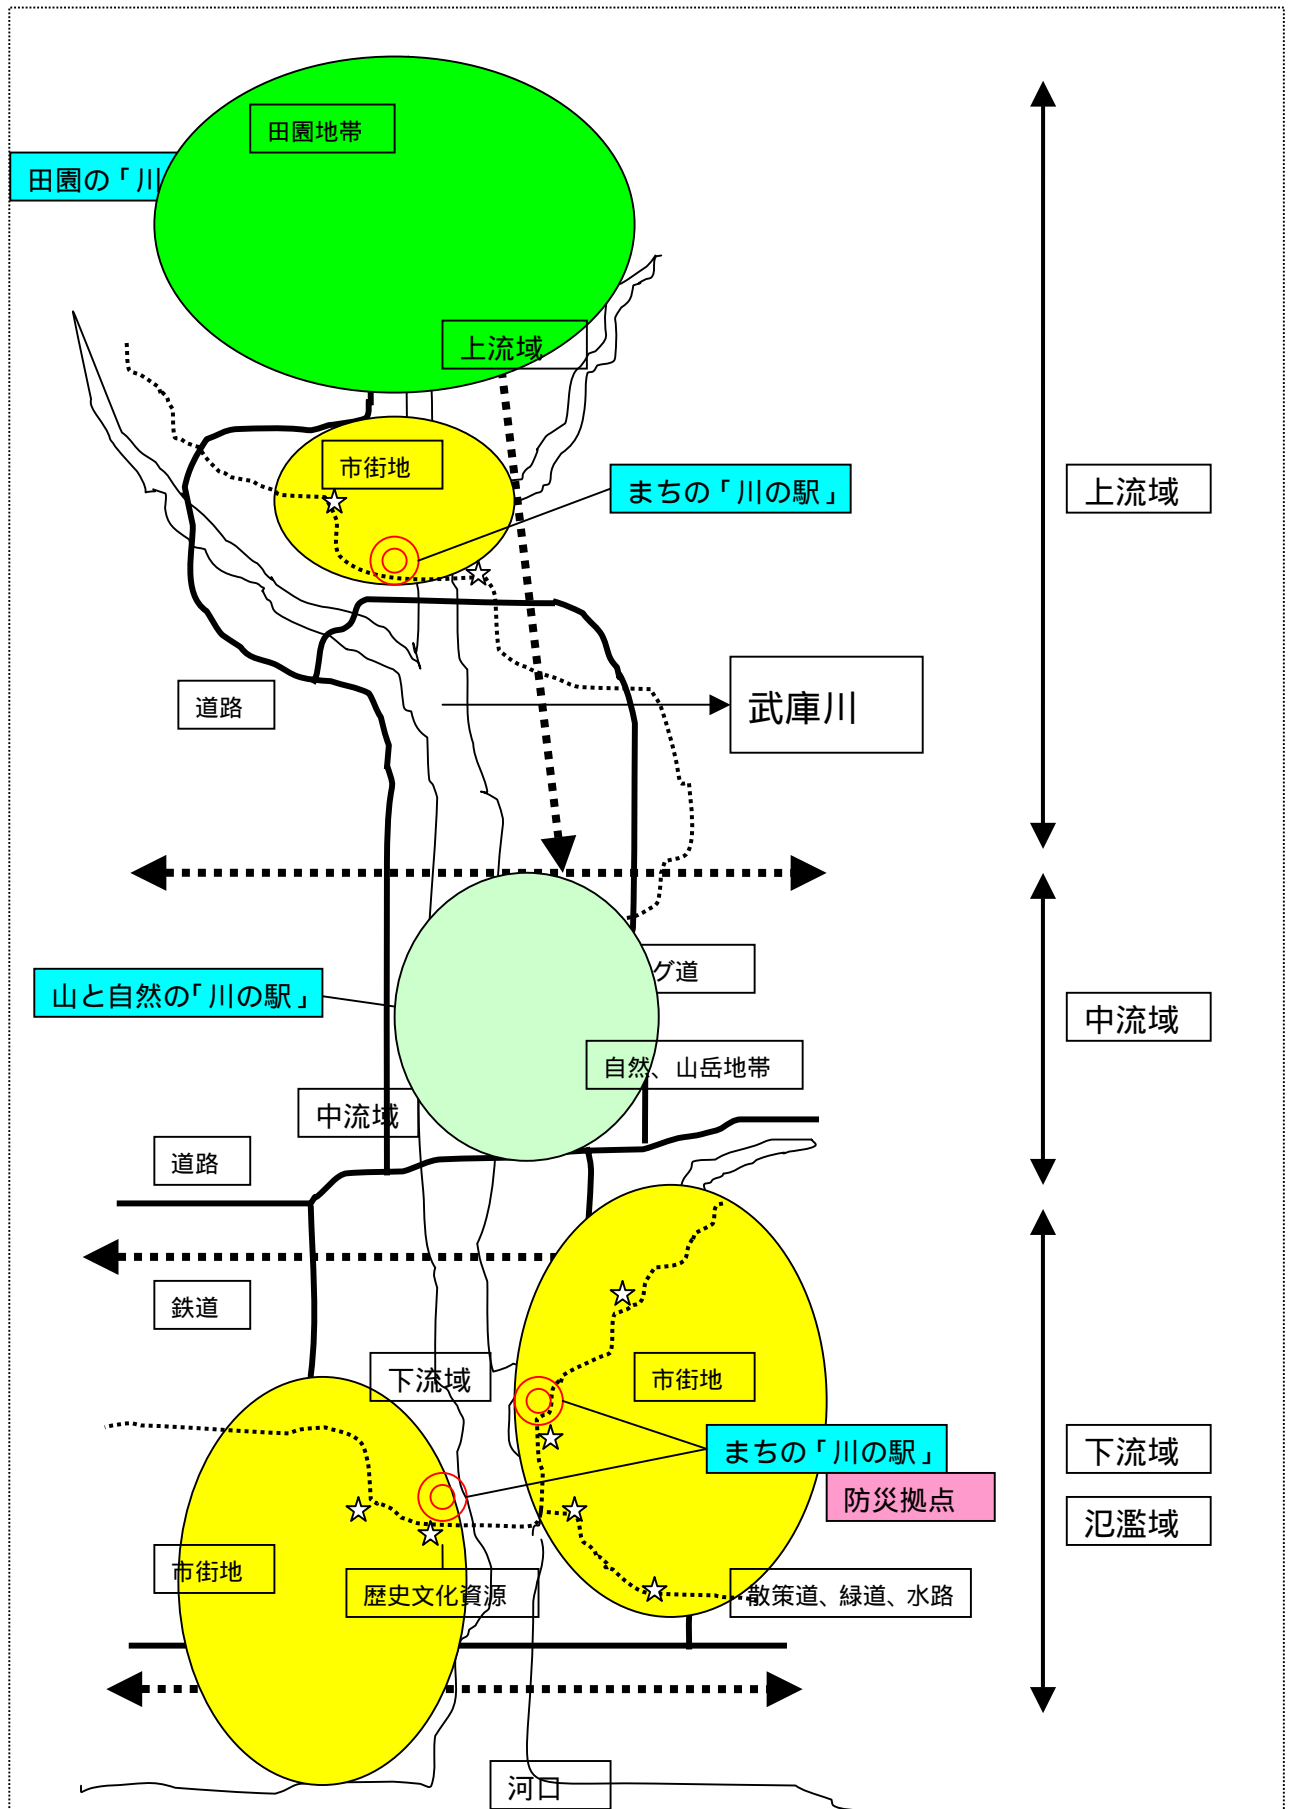 田園地帯
田園の「川
上流域
市街地
まちの「川の駅」
上流域
道路
武庫川
グ道
山と自然の「川の駅」
中流域
自然、山岳地帯
中流域
道路
鉄道
下流域
市街地
まちの「川の駅」
下流域
防災拠点
氾濫域
市街地
歴史文化資源
散策道、緑道、水路
河口